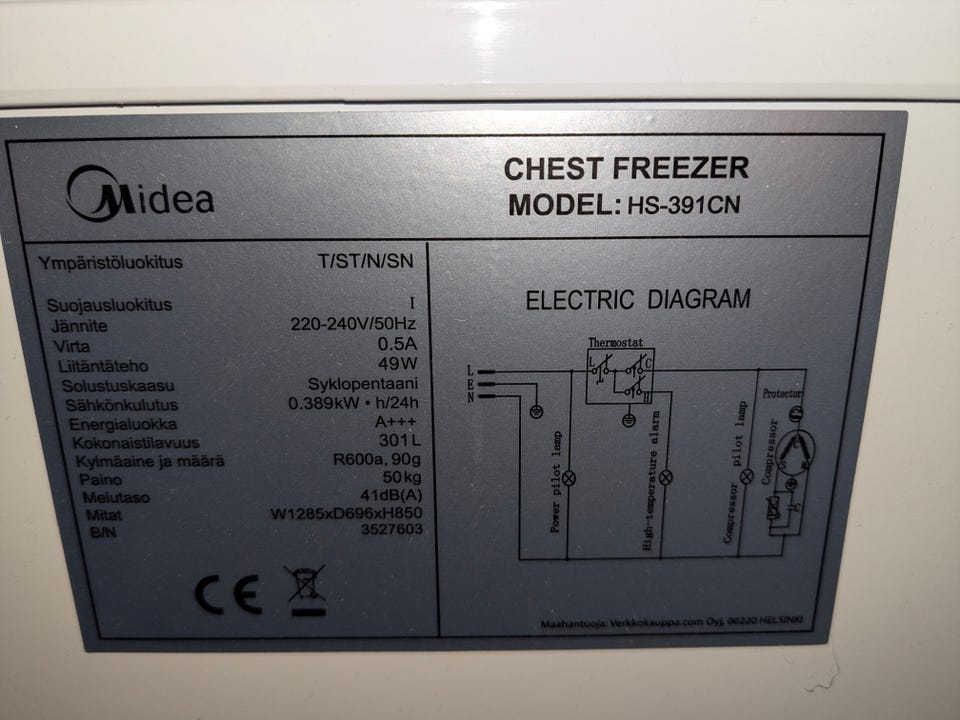 Midea
CHEST FREEZER
MODEL: HS-391CN
Ympäristöluokitus T/ST/N/SN
Suojausluokitus I
Jännite 220-240V/50Hz
Virta 0.5A
Liitäntäteho 49W
Solustuskaasu Syklopentaani
Sähkönkulutus 0.389kW • h/24h
Energialuokka A+++
Kokonaistilavuus 301L
Kylmäaine ja määrä R600a, 90g
Paino 50kg
Melutaso 41dB(A)
Mitat W1285xD696xH850
B/N 3527603
CE
ELECTRIC DIAGRAM
Thermostat
L
E
N
L C
H
Power pilot lamp
High-temperature alarm
Compressor pilot lamp
Compressor
Protector
C
S M
Maahantuoja: Verkkokauppa.com Oyj, 00220 HELSINKI